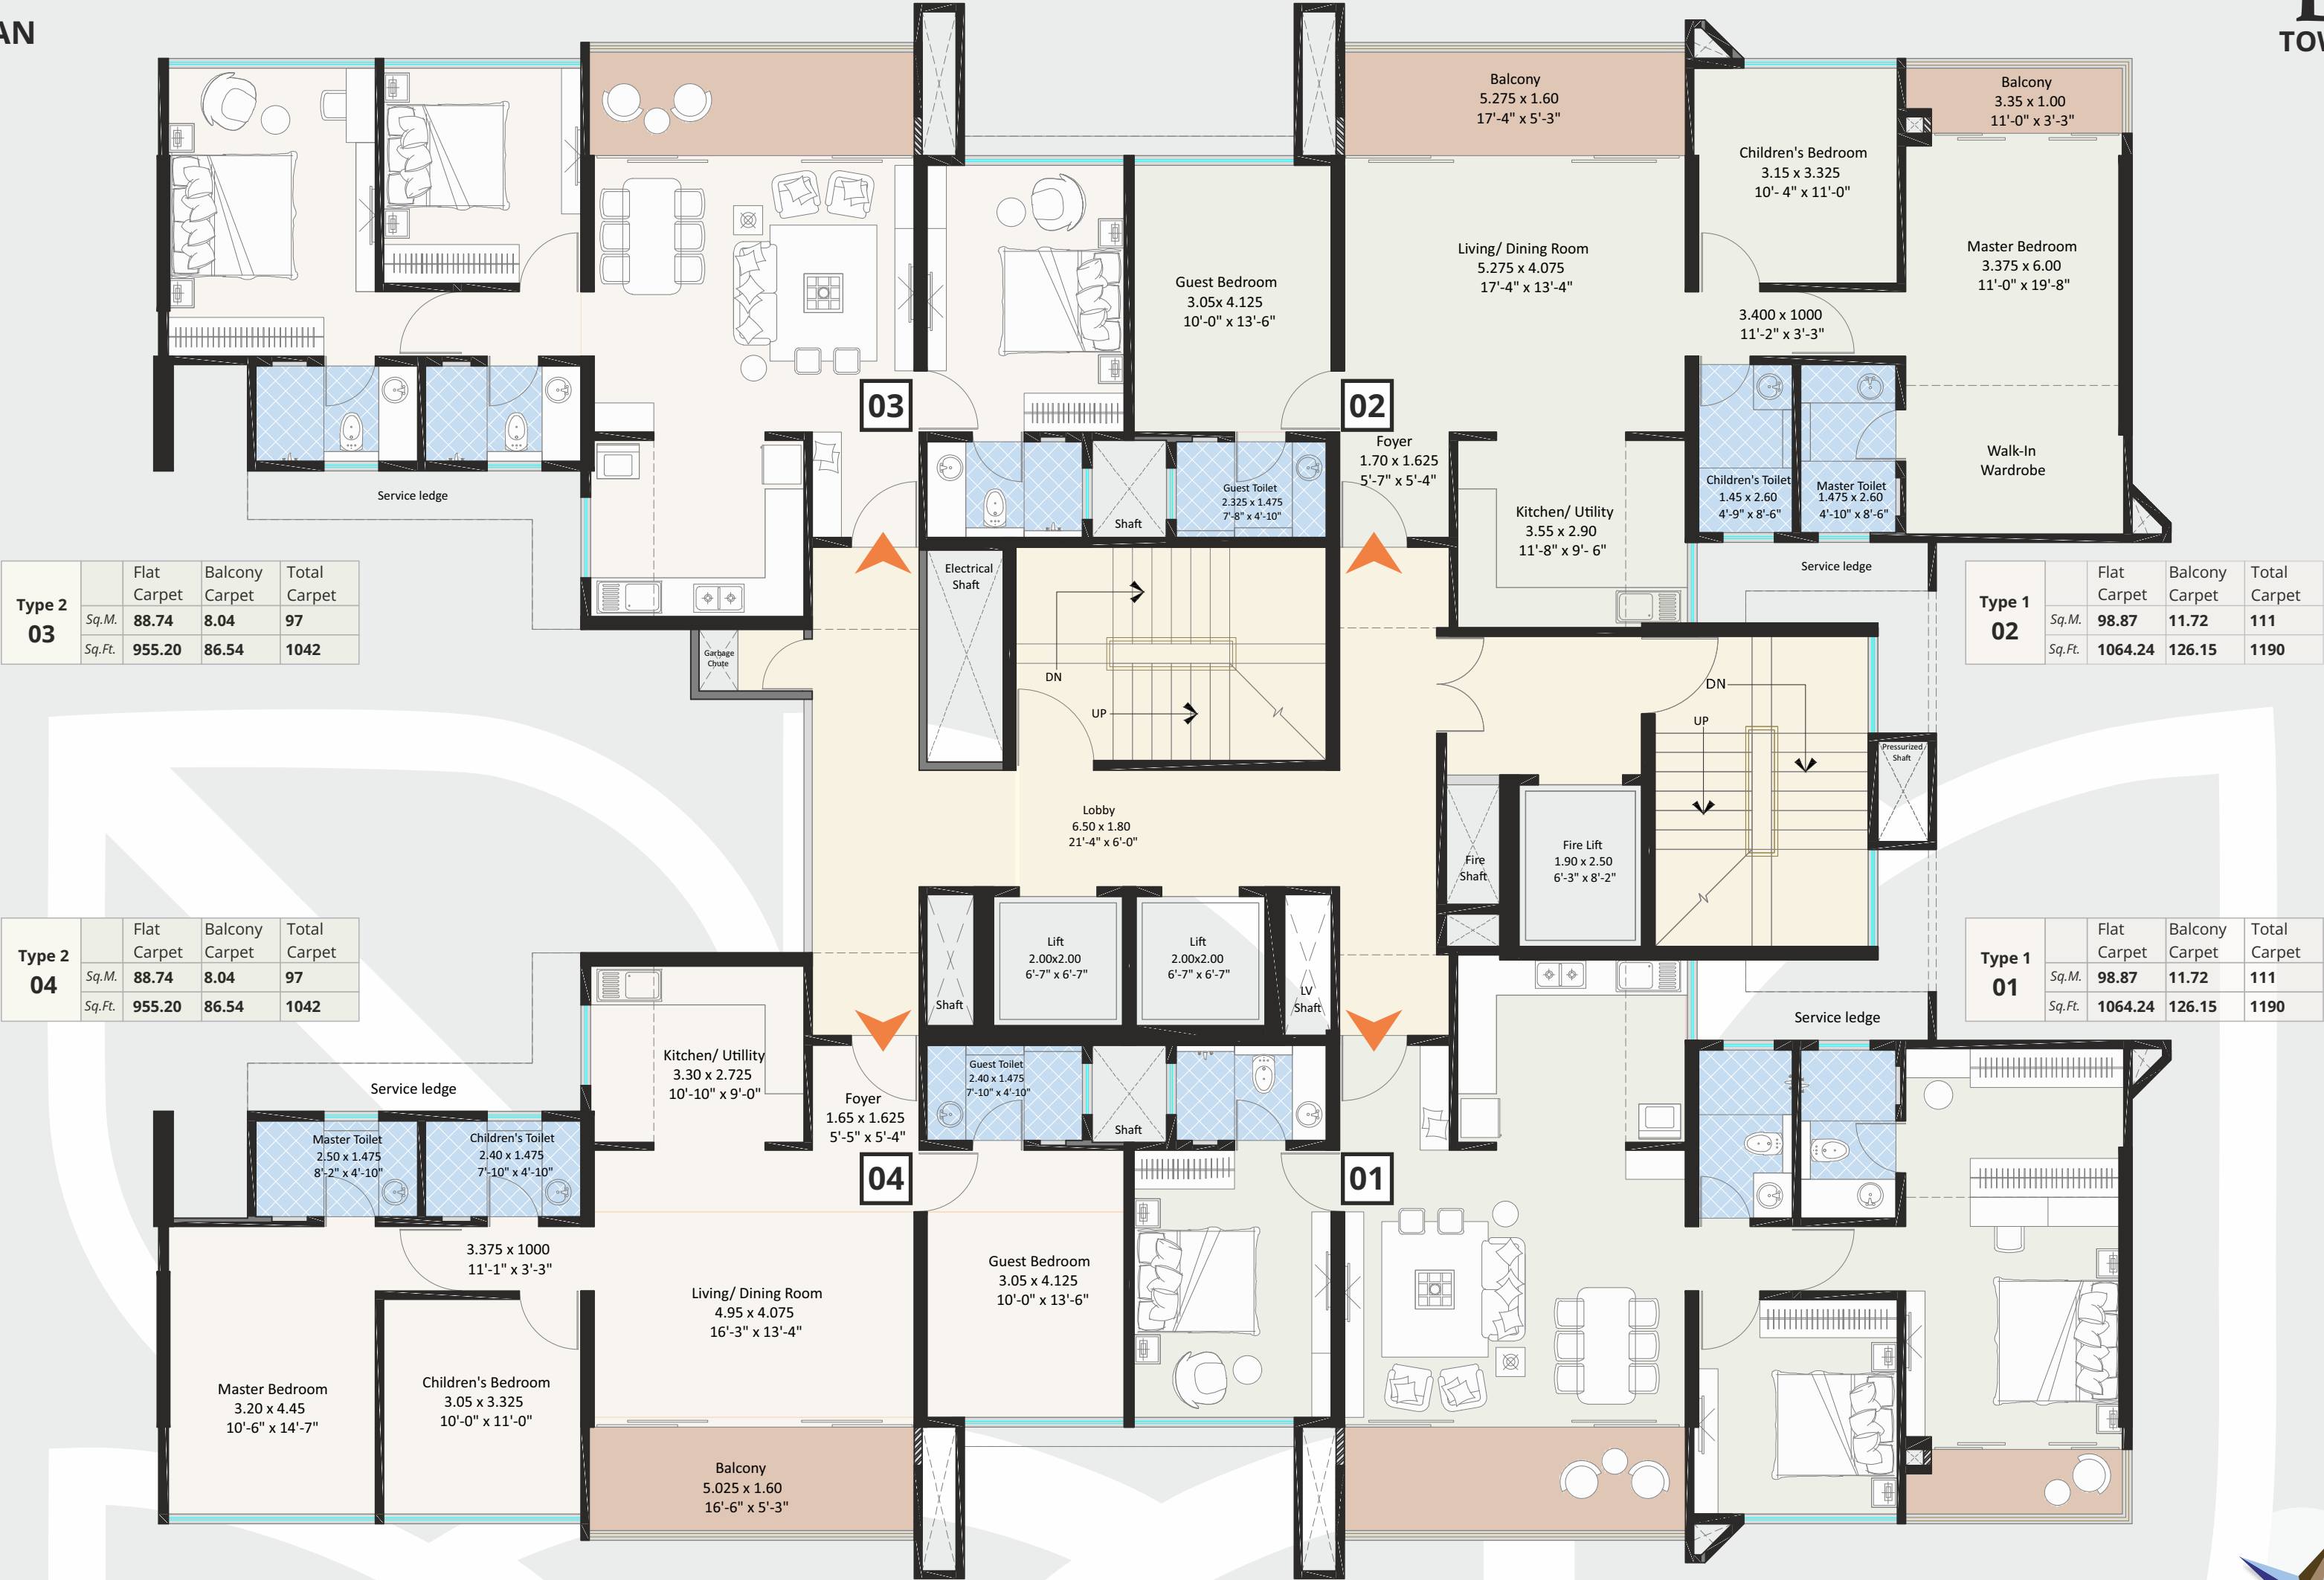 AN
TOW
Balcony
5.275 x 1.60
17'-4" x 5'-3"
Balcony
3.35 x 1.00
11'-0" x 3'-3"
Children's Bedroom
3.15 x 3.325
10'- 4" x 11'-0"
Living/ Dining Room
5.275 x 4.075
17'-4" x 13'-4"
Master Bedroom
3.375 x 6.00
11'-0" x 19'-8"
Guest Bedroom
3.05x 4.125
10'-0" x 13'-6"
3.400 x 1000
11'-2" x 3'-3"
03
02
Foyer
1.70 x 1.625
5'-7" x 5'-4"
Walk-In
Wardrobe
Service ledge
Shaft
Guest Toilet
2.325 x 1.475
7'-8" x 4'-10"
Children's Toilet
1.45 x 2.60
4'-9" x 8'-6"
Master Toilet
1.475 x 2.60
4'-10" x 8'-6"
Kitchen/ Utility
3.55 x 2.90
11'-8" x 9'- 6"
Electrical
Shaft
Service ledge
Type 2
03
Flat Carpet Balcony Carpet Total Carpet
Sq.M. 88.74 8.04 97
Sq.Ft. 955.20 86.54 1042
Type 1
02
Flat Carpet Balcony Carpet Total Carpet
Sq.M. 98.87 11.72 111
Sq.Ft. 1064.24 126.15 1190
Garbage
Chute
DN
UP
DN
UP
Pressurized
Shaft
Lobby
6.50 x 1.80
21'-4" x 6'-0"
Fire
Shaft
Fire Lift
1.90 x 2.50
6'-3" x 8'-2"
Type 2
04
Flat Carpet Balcony Carpet Total Carpet
Sq.M. 88.74 8.04 97
Sq.Ft. 955.20 86.54 1042
Type 1
01
Flat Carpet Balcony Carpet Total Carpet
Sq.M. 98.87 11.72 111
Sq.Ft. 1064.24 126.15 1190
Shaft
Lift
2.00x2.00
6'-7" x 6'-7"
Lift
2.00x2.00
6'-7" x 6'-7"
LV
Shaft
Service ledge
Service ledge
Kitchen/ Utillity
3.30 x 2.725
10'-10" x 9'-0"
Foyer
1.65 x 1.625
5'-5" x 5'-4"
Guest Toilet
2.40 x 1.475
7'-10" x 4'-10"
Shaft
Master Toilet
2.50 x 1.475
8'-2" x 4'-10"
Children's Toilet
2.40 x 1.475
7'-10" x 4'-10"
04
01
3.375 x 1000
11'-1" x 3'-3"
Guest Bedroom
3.05 x 4.125
10'-0" x 13'-6"
Living/ Dining Room
4.95 x 4.075
16'-3" x 13'-4"
Master Bedroom
3.20 x 4.45
10'-6" x 14'-7"
Children's Bedroom
3.05 x 3.325
10'-0" x 11'-0"
Balcony
5.025 x 1.60
16'-6" x 5'-3"